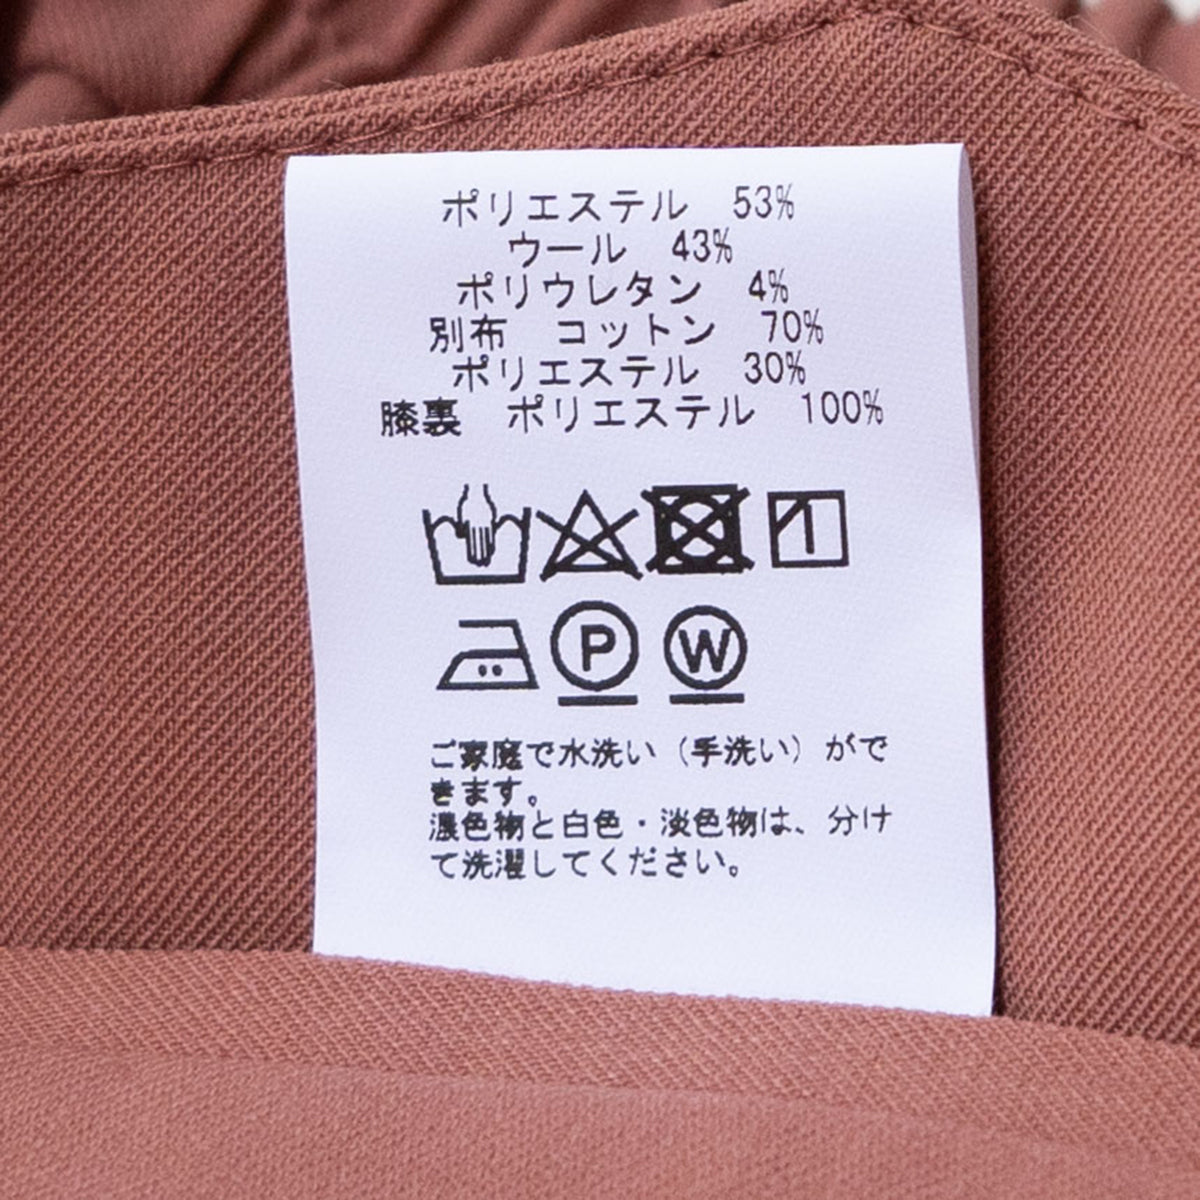 ポリエステル 53%
ウール 43%
ポリウレタン 4%
別布 コットン 70%
ポリエステル 30%
膝裏 ポリエステル 100%
P W
ご家庭で水洗い（手洗い）がで
きます。
濃色物と白色・淡色物は、分け
て洗濯してください。